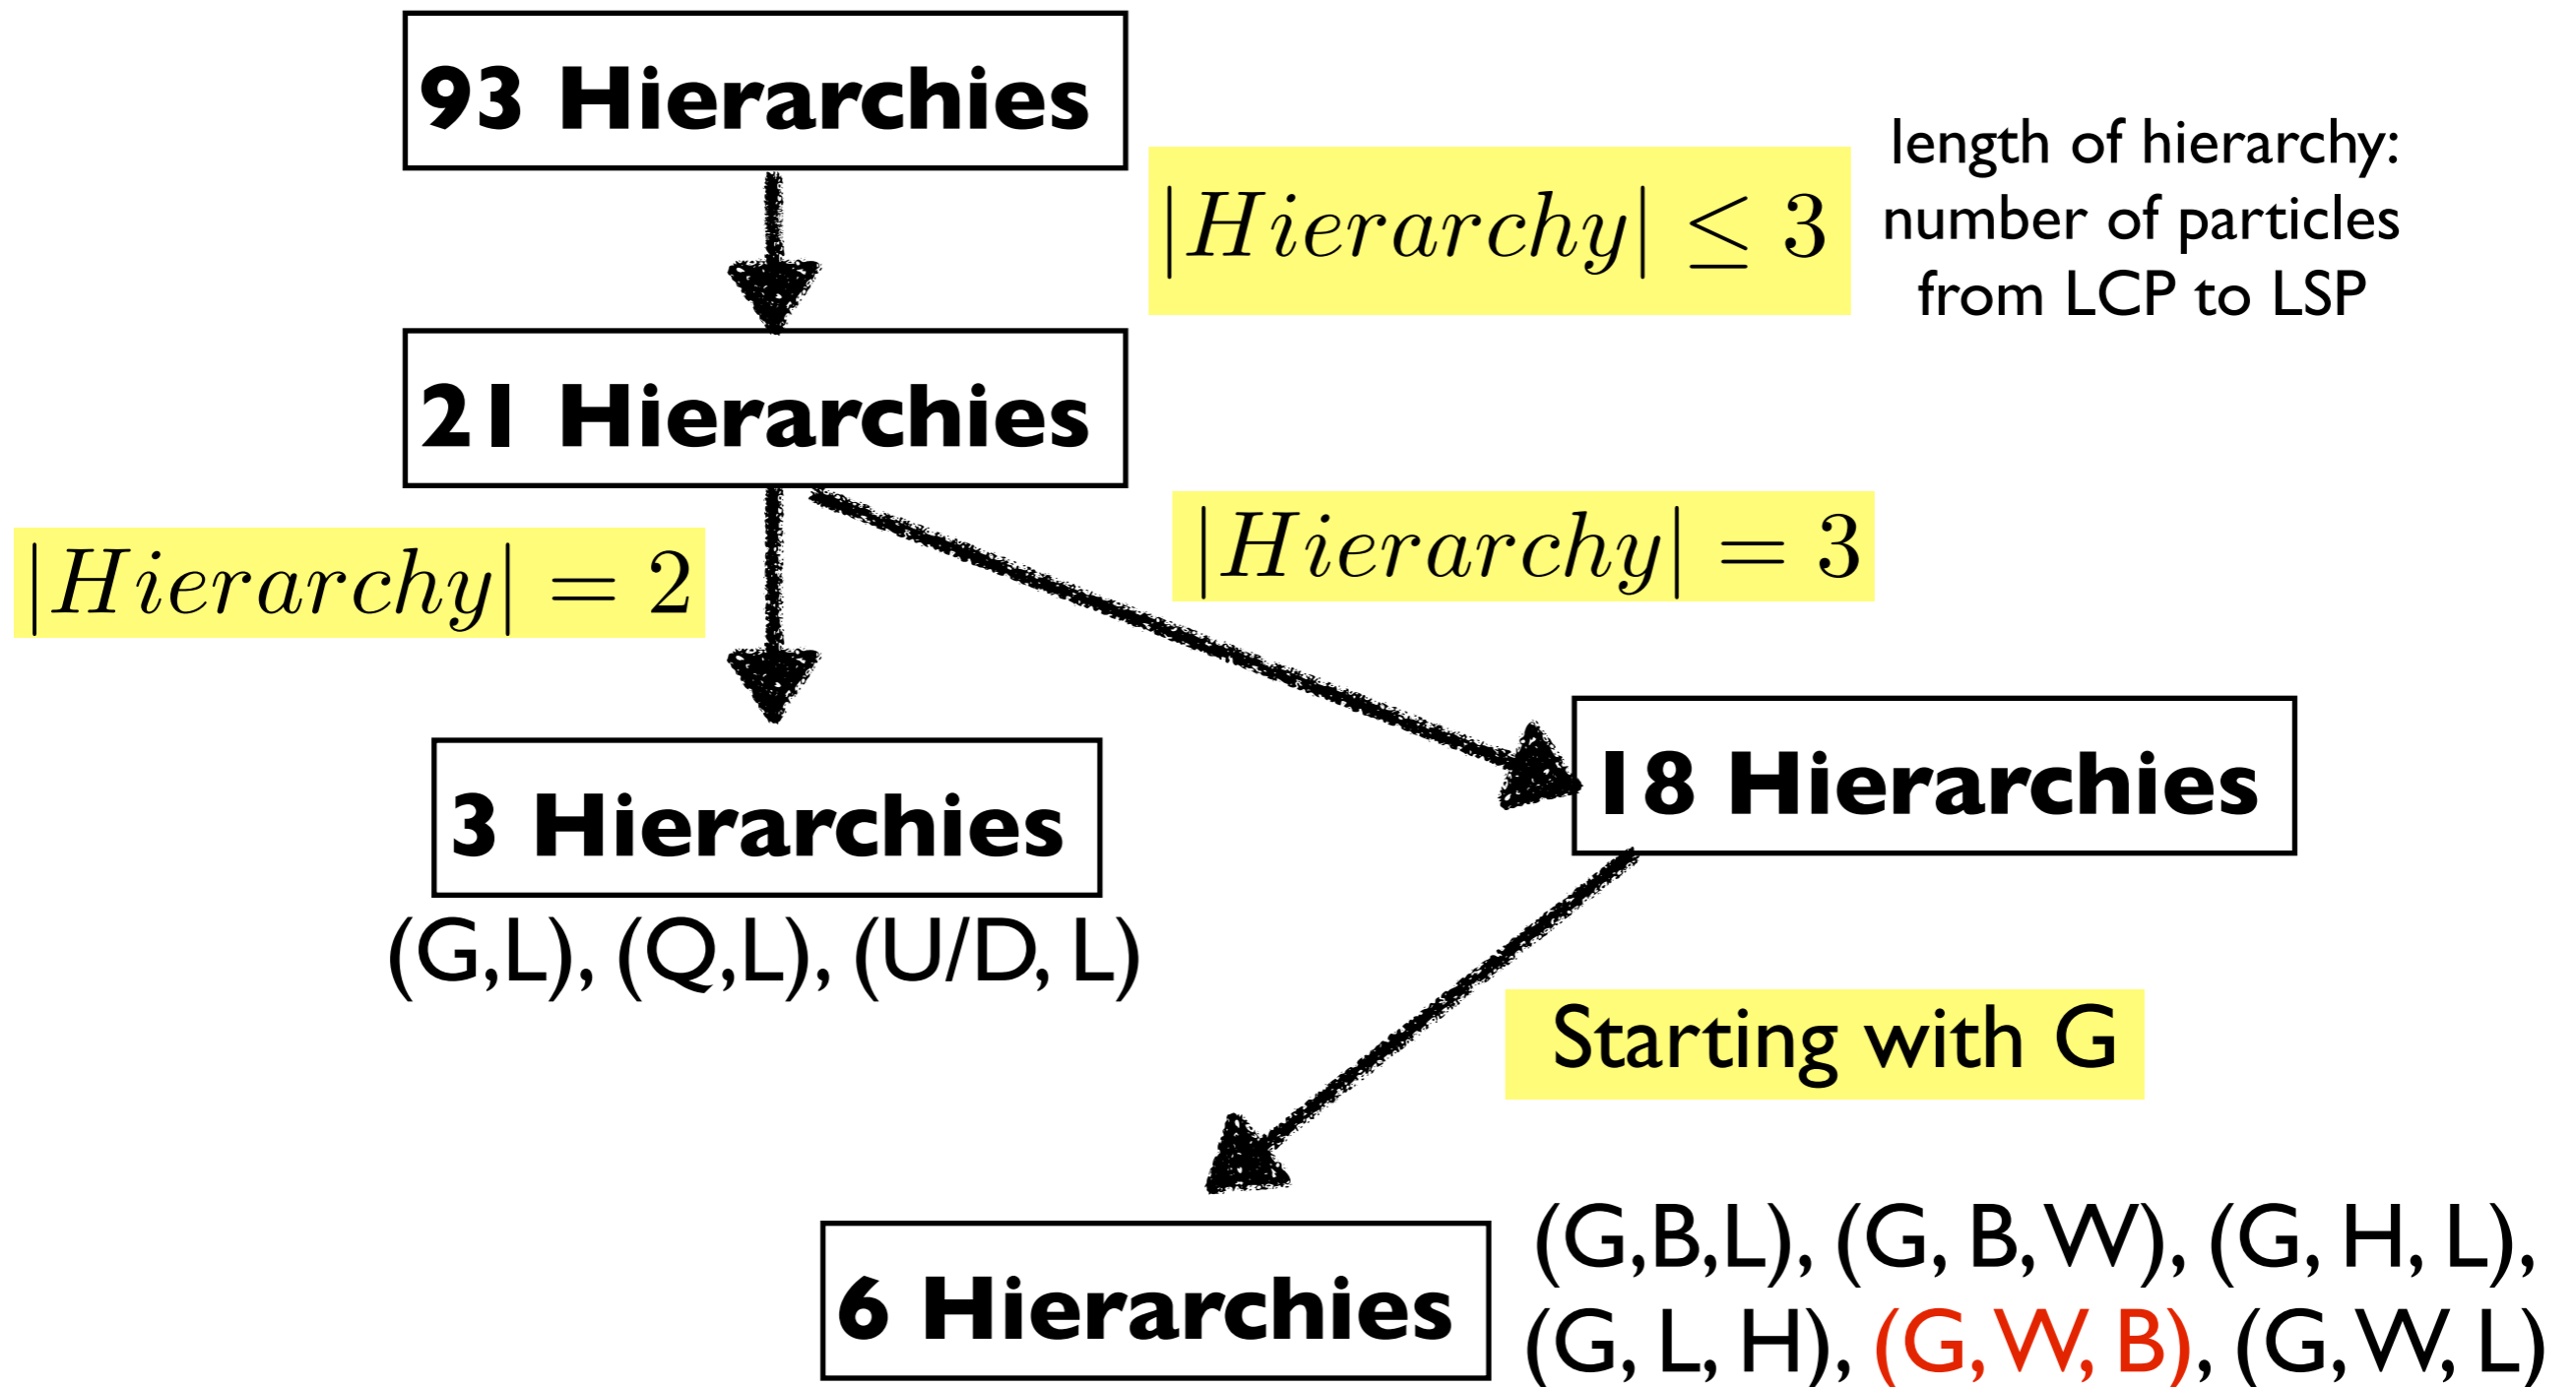 93 Hierarchies
|Hierarchy| ≤ 3
length of hierarchy:
number of particles
from LCP to LSP
21 Hierarchies
|Hierarchy| = 2
|Hierarchy| = 3
3 Hierarchies
(G,L), (Q,L), (U/D, L)
18 Hierarchies
Starting with G
6 Hierarchies
(G,B,L), (G, B, W), (G, H, L),
(G, L, H), (G, W, B), (G, W, L)